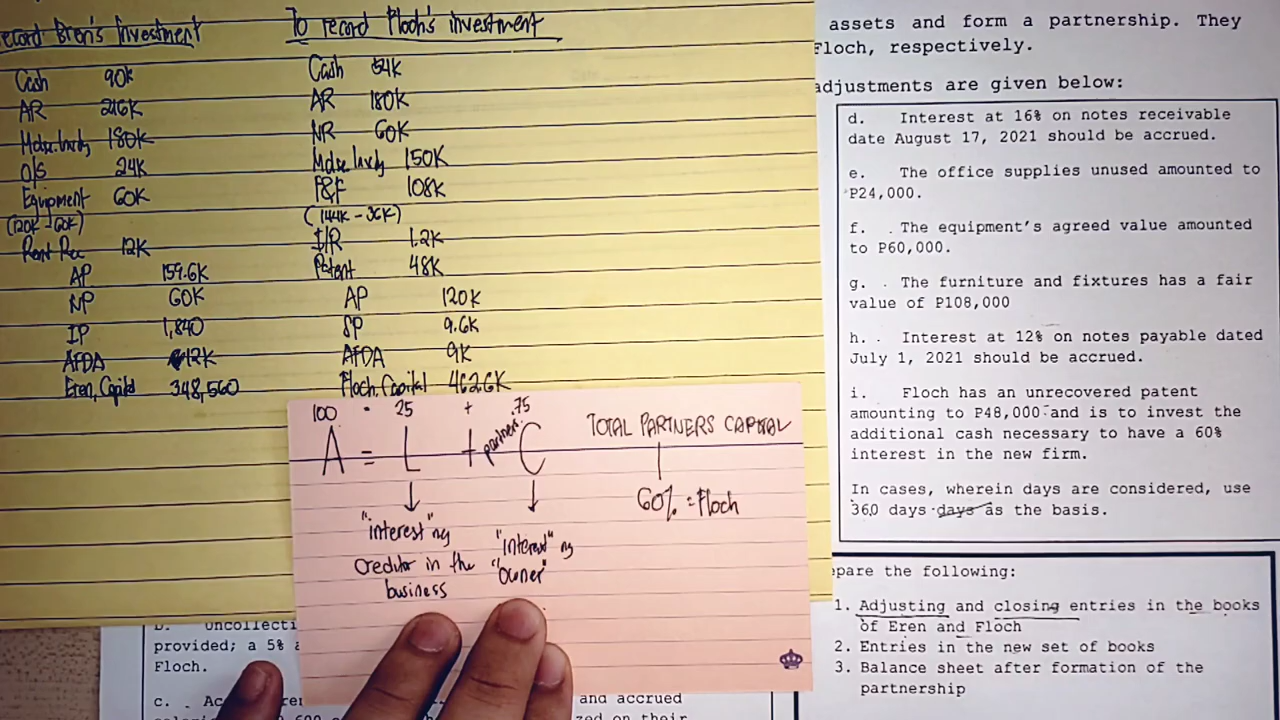 ecord Eren's Investment
Cash 90K
AR 216K
Mdse. Invty 180K
O/S 24K
Equipment 60K
(120K - 60K)
Rent Rec 12K
AP 159.6K
NP 60K
IP 1,840
AFDA 12K
Eren, Capital 348,560
To record Floch's investment
Cash 54K
AR 180K
NR 60K
Mdse. Invty 150K
F&F 108K
(144K - 36K)
I/R 1.2K
Patent 48K
AP 120K
SP 9.6K
AFDA 9K
Floch, Capital 462.6K
100 = 25 + .75
A = L + partners' C
"interest" ng
creditor in the
business
"interest" ng
"owner"
TOTAL PARTNERS CAPITAL
60% = Floch
assets and form a partnership. They
Floch, respectively.
adjustments are given below:
d. Interest at 16% on notes receivable
date August 17, 2021 should be accrued.
e. The office supplies unused amounted to
P24,000.
f. The equipment's agreed value amounted
to P60,000.
g. The furniture and fixtures has a fair
value of P108,000
h. Interest at 12% on notes payable dated
July 1, 2021 should be accrued.
i. Floch has an unrecovered patent
amounting to P48,000 and is to invest the
additional cash necessary to have a 60%
interest in the new firm.
In cases, wherein days are considered, use
360 days days as the basis.
epare the following:
1. Adjusting and closing entries in the books
of Eren and Floch
2. Entries in the new set of books
3. Balance sheet after formation of the
partnership
b. Uncollecti
provided; a 5% a
Floch.
c. Ac
and accrued
zed on their